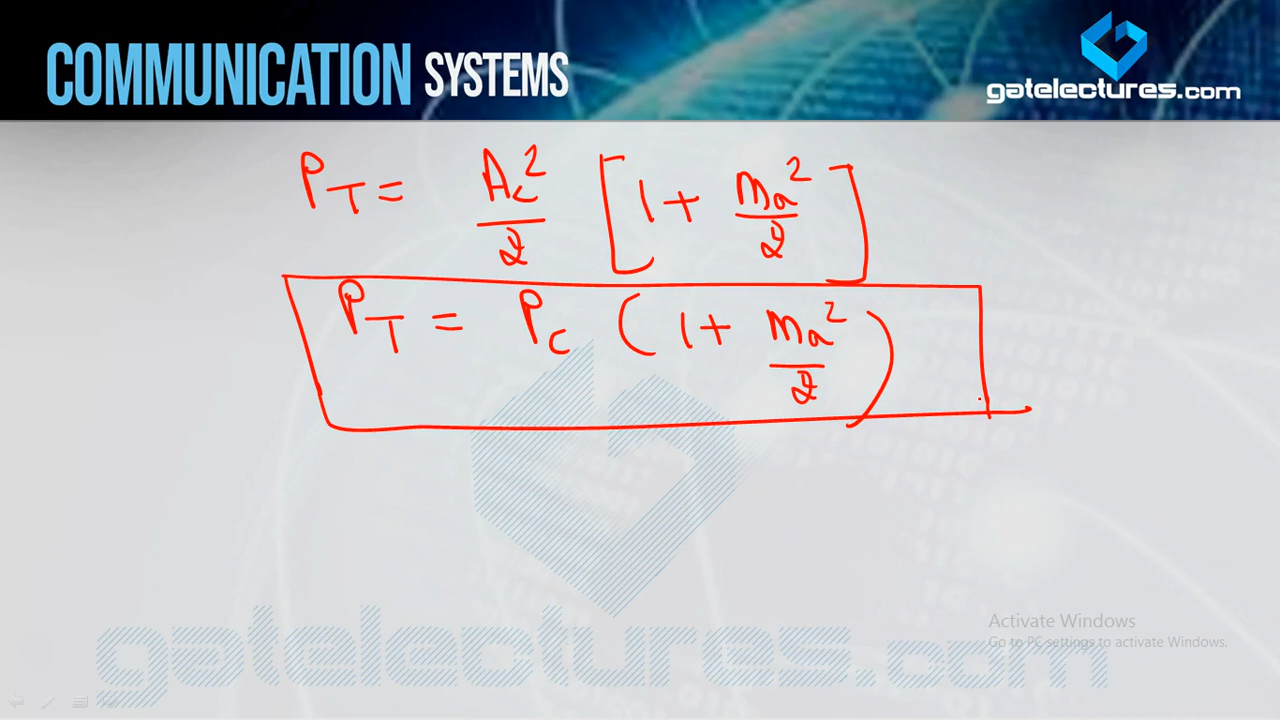 COMMUNICATION SYSTEMS
gatelectures.com
P_T = A_c^2/2 [1 + m_a^2/2]
P_T = P_c (1 + m_a^2/2)
gatelectures.com
Activate Windows
Go to PC settings to activate Windows.